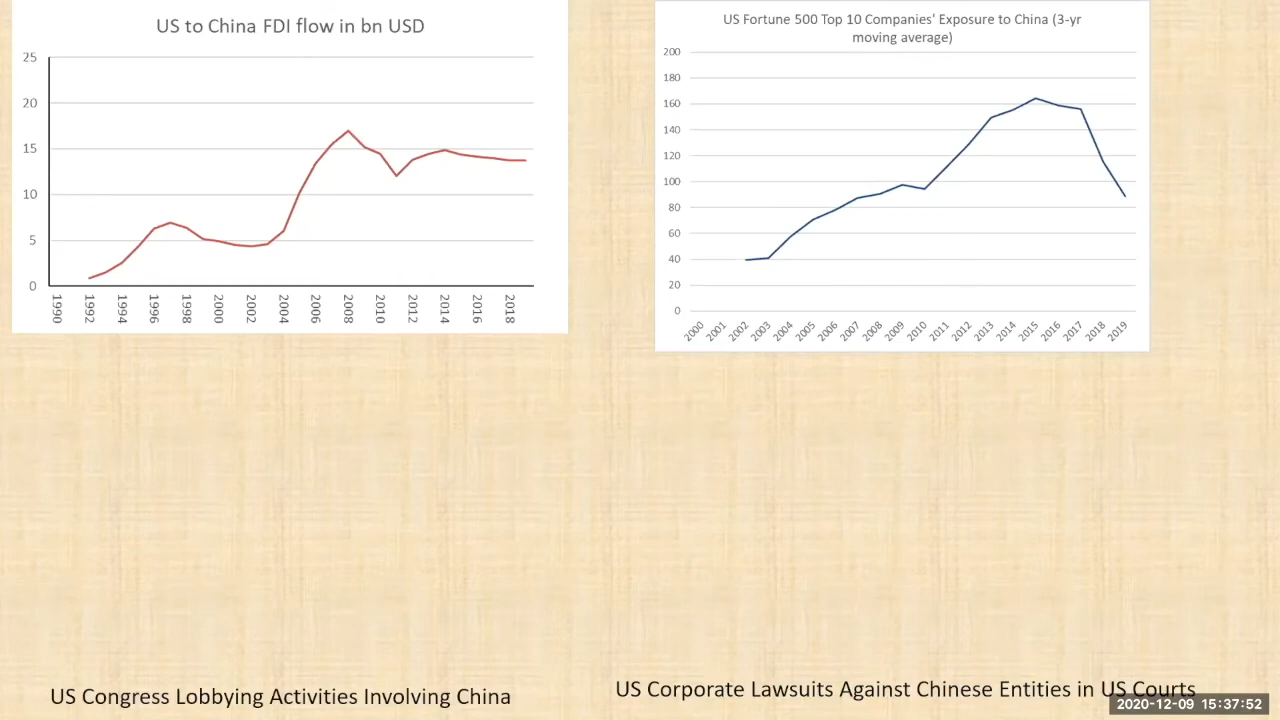 US to China FDI flow in bn USD
25
20
15
10
5
0
1990 1992 1994 1996 1998 2000 2002 2004 2006 2008 2010 2012 2014 2016 2018
US Fortune 500 Top 10 Companies' Exposure to China (3-yr
moving average)
200
180
160
140
120
100
80
60
40
20
0
2000 2001 2002 2003 2004 2005 2006 2007 2008 2009 2010 2011 2012 2013 2014 2015 2016 2017 2018 2019
US Congress Lobbying Activities Involving China
US Corporate Lawsuits Against Chinese Entities in US Courts
2020-12-09 15:37:52